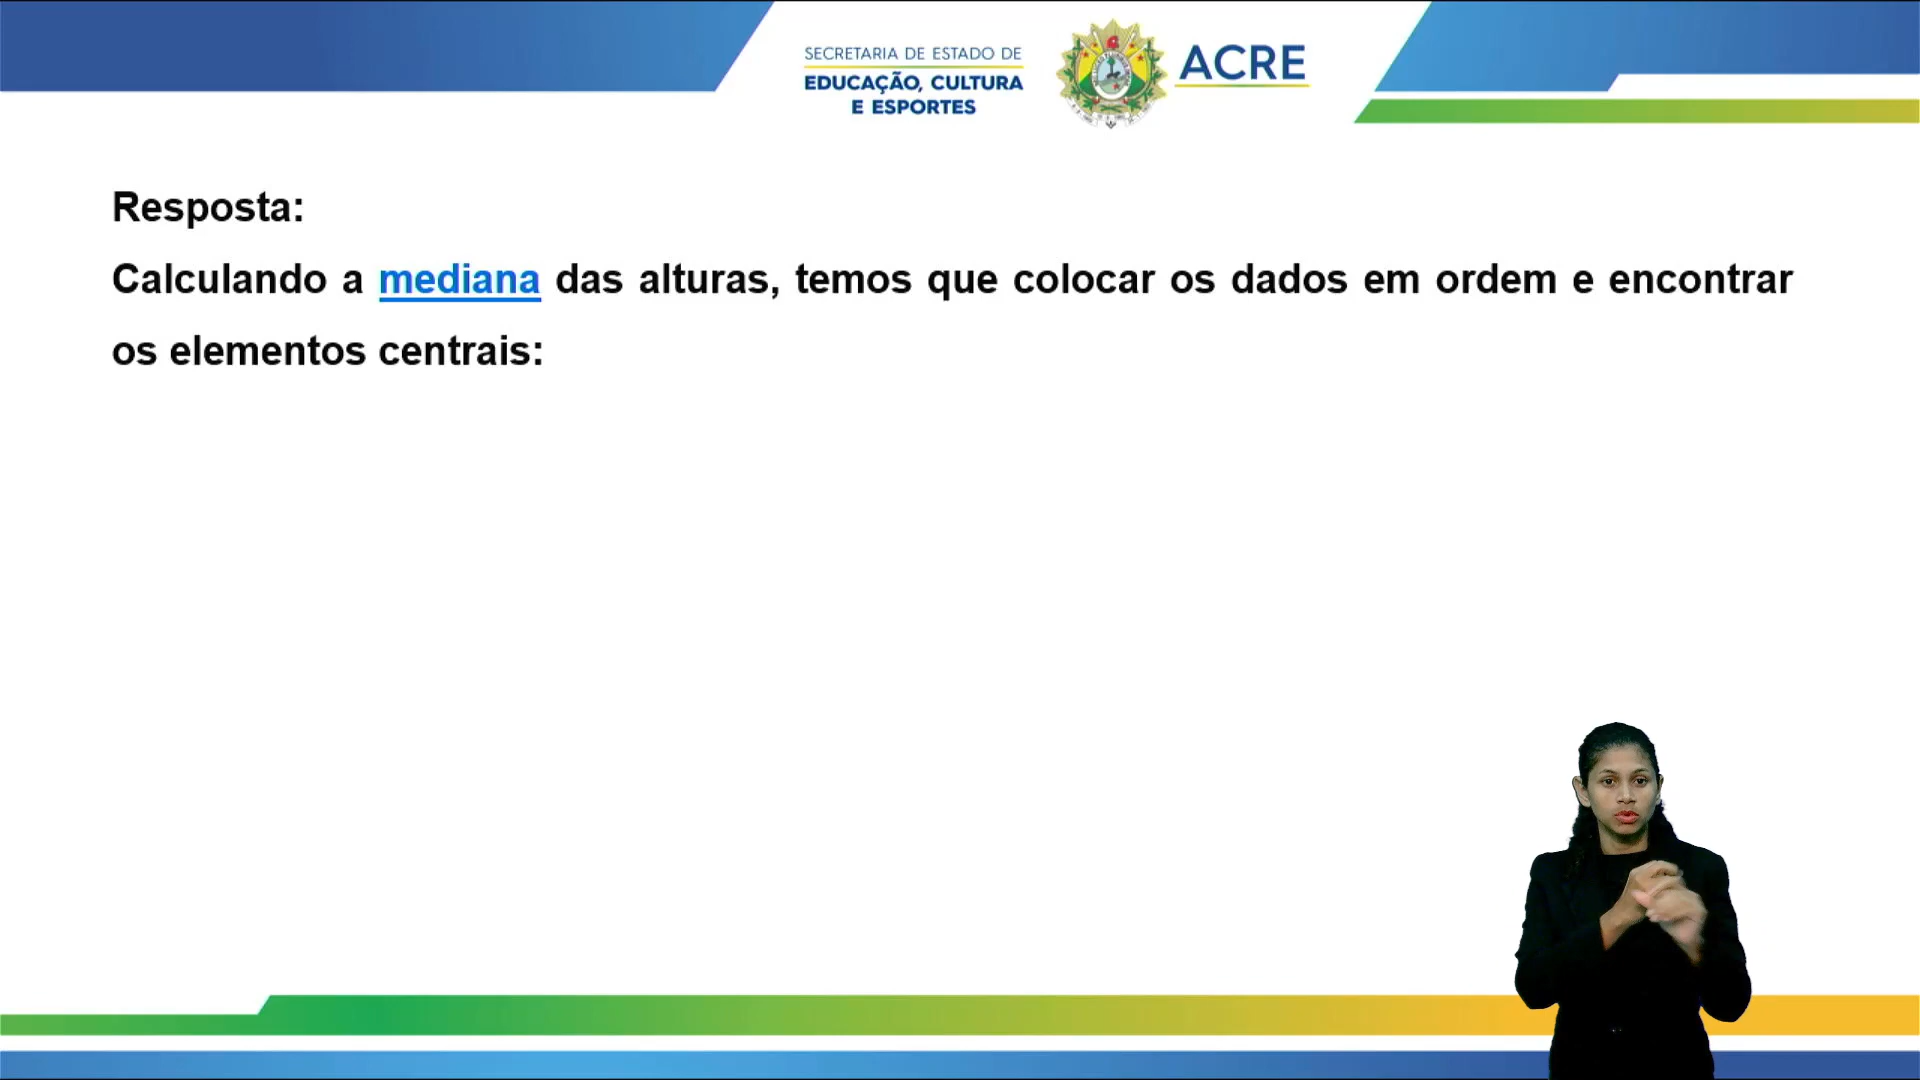 SECRETARIA DE ESTADO DE
EDUCAÇÃO, CULTURA
E ESPORTES
ACRE
Resposta:
Calculando a mediana das alturas, temos que colocar os dados em ordem e encontrar
os elementos centrais: